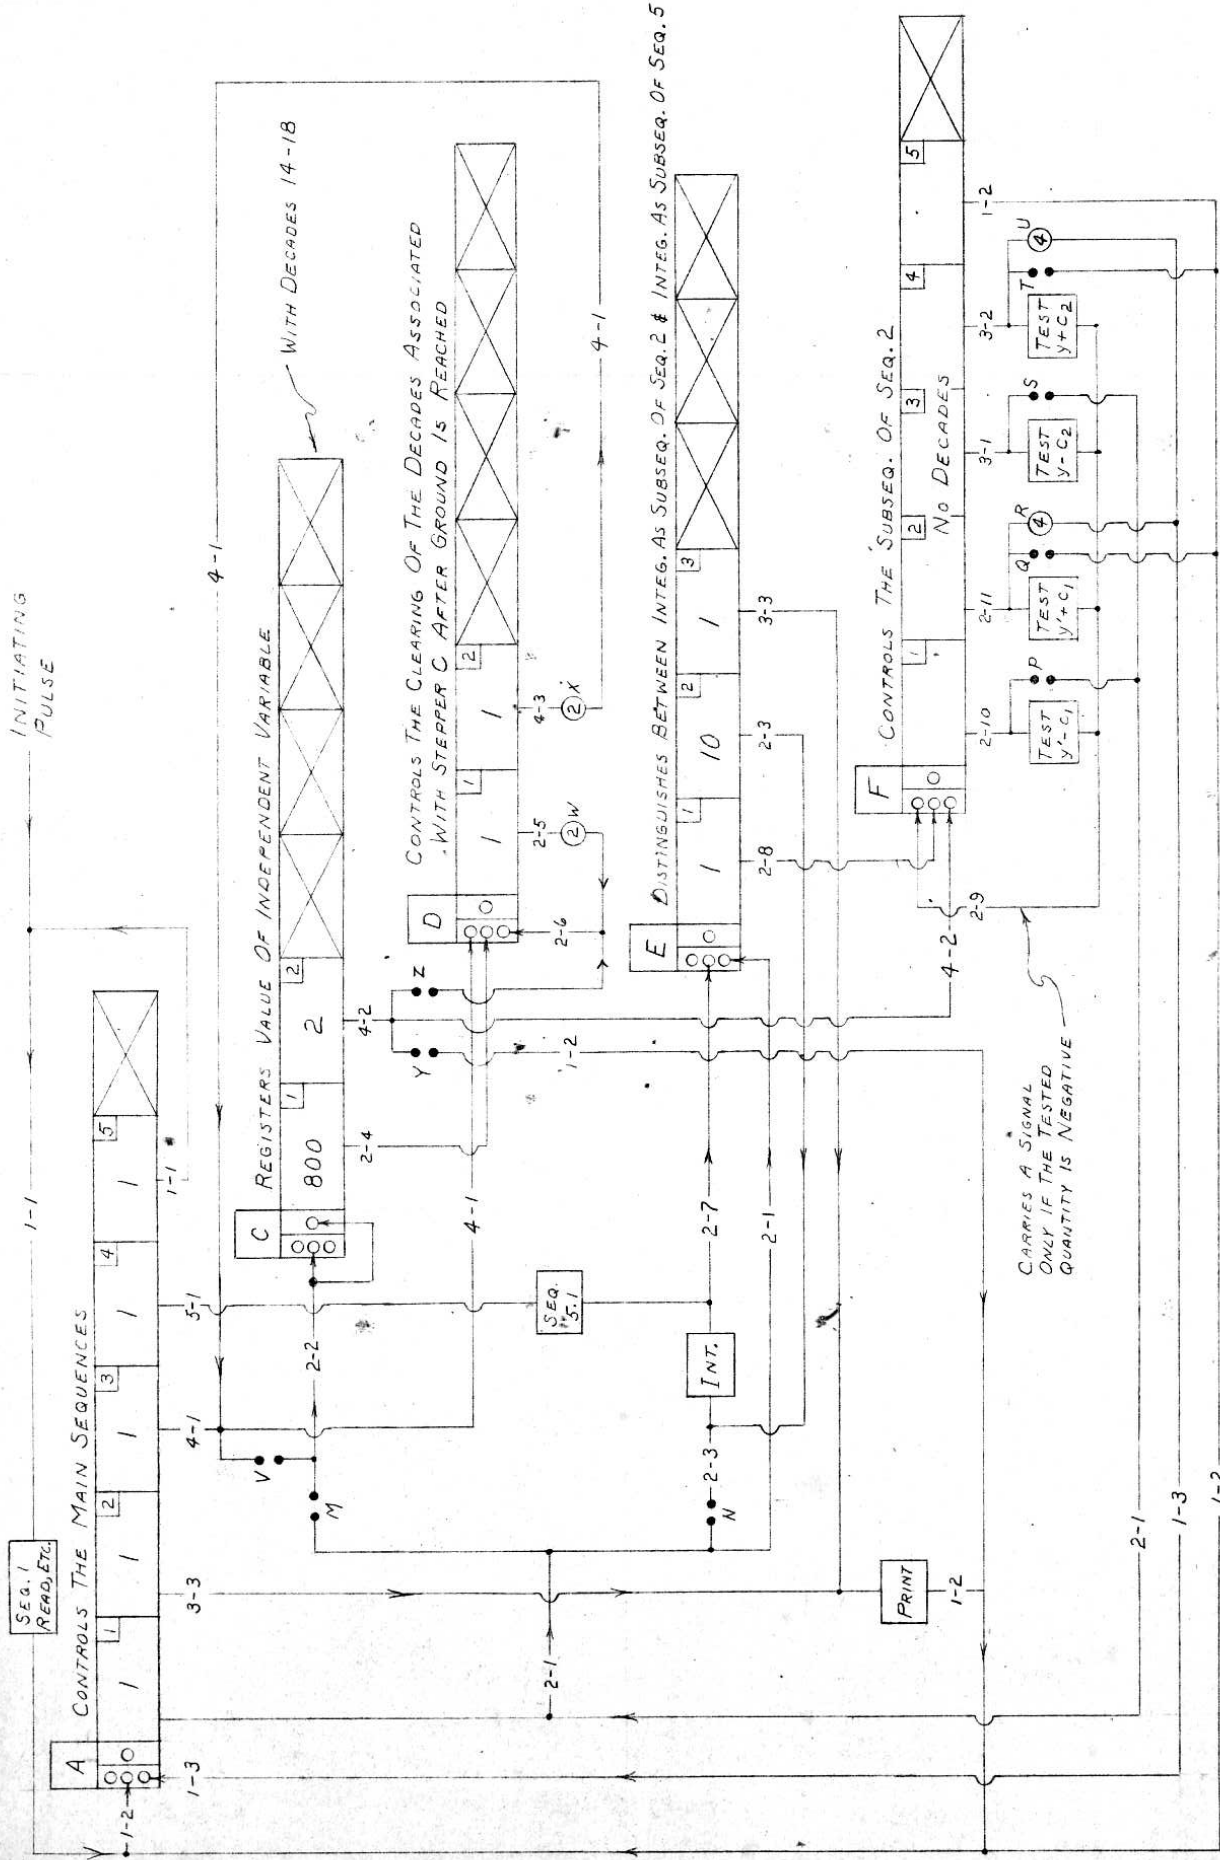 INITIATING
PULSE
1-1
SEQ. 1
READ, ETC.
A
CONTROLS THE MAIN SEQUENCES
1
1
1
2
1
3
1
4
1
5
1-2
1-3
3-3
4-1
5-1
1-1
C
REGISTERS VALUE OF INDEPENDENT VARIABLE
800
1
2
2
WITH DECADES 14-18
4-1
V
M
2-2
2-4
4-2
Y
Z
1-2
D
CONTROLS THE CLEARING OF THE DECADES ASSOCIATED
WITH STEPPER C AFTER GROUND IS REACHED
1
1
1
2
2-5
2 W
4-3
2 X
4-1
2-6
4-1
SEQ.
5.1
E
DISTINGUISHES BETWEEN INTEG. AS SUBSEQ. OF SEQ. 2 & INTEG. AS SUBSEQ. OF SEQ. 5
1
1
10
2
1
3
2-8
2-3
3-3
N
2-3
INT.
2-7
2-1
2-1
F
CONTROLS THE SUBSEQ. OF SEQ. 2
NO DECADES
1
2
3
4
5
4-2
2-9
2-10
2-11
3-1
3-2
1-2
P
Q
4 R
S
T
4 U
TEST
y'-C1
TEST
y'+C1
TEST
y-C2
TEST
y+C2
PRINT
1-2
CARRIES A SIGNAL
ONLY IF THE TESTED
QUANTITY IS NEGATIVE
2-1
1-3
1-2